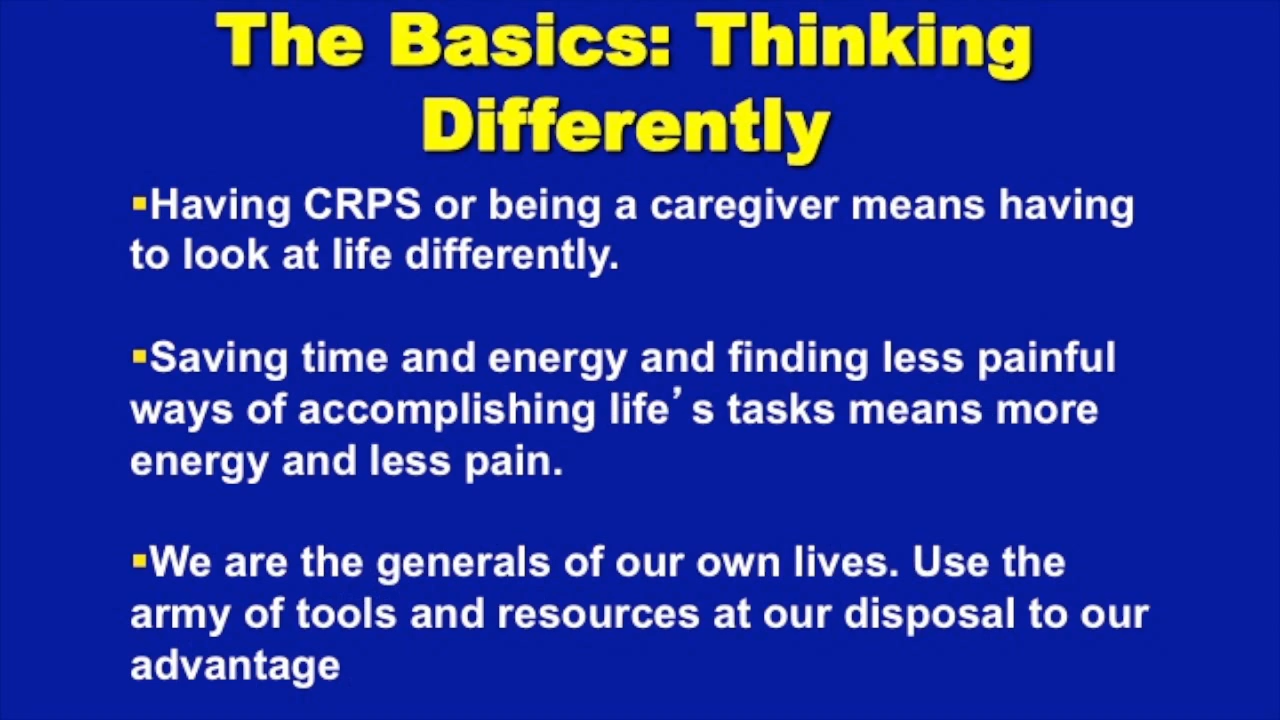 The Basics: Thinking
Differently
▪Having CRPS or being a caregiver means having
to look at life differently.
▪Saving time and energy and finding less painful
ways of accomplishing life’s tasks means more
energy and less pain.
▪We are the generals of our own lives. Use the
army of tools and resources at our disposal to our
advantage